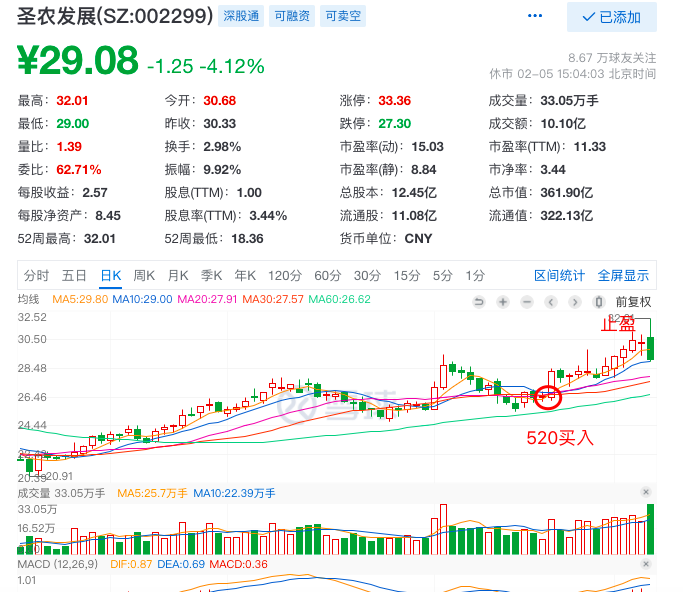 圣农发展(SZ:002299) 深股通 可融资 可卖空 ••• ✓已添加
¥29.08 -1.25 -4.12%
8.67 万球友关注
休市 02-05 15:04:03 北京时间
最高：32.01 今开：30.68 涨停：33.36 成交量：33.05万手
最低：29.00 昨收：30.33 跌停：27.30 成交额：10.10亿
量比：1.39 换手：2.98% 市盈率(动)：15.03 市盈率(TTM)：11.33
委比：62.71% 振幅：9.92% 市盈率(静)：8.84 市净率：3.44
每股收益：2.57 股息(TTM)：1.00 总股本：12.45亿 总市值：361.90亿
每股净资产：8.45 股息率(TTM)：3.44% 流通股：11.08亿 流通值：322.13亿
52周最高：32.01 52周最低：18.36 货币单位：CNY
分时 五日 日K 周K 月K 季K 年K 120分 60分 30分 15分 5分 1分 区间统计 全屏显示
均线 MA5:29.80 MA10:29.00 MA20:27.91 MA30:27.57 MA60:26.62 前复权
32.52
止盈
30.50
28.48
26.46
24.44
520买入
20.39
20.91
成交量 33.05万手 MA5:25.7万手 MA10:22.39万手
33.05万
16.52万
MACD (12,26,9) DIF:0.87 DEA:0.69 MACD:0.36
1.01